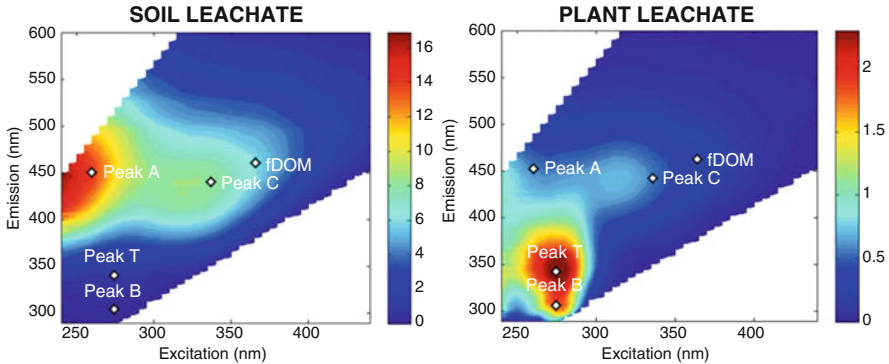 SOIL LEACHATE
600
550
500
450
400
350
300
Emission (nm)
250
300
350
400
Excitation (nm)
Peak A
fDOM
Peak C
Peak T
Peak B
16
14
12
10
8
6
4
2
0
PLANT LEACHATE
600
550
500
450
400
350
300
Emission (nm)
250
300
350
400
Excitation (nm)
Peak A
fDOM
Peak C
Peak T
Peak B
2
1.5
1
0.5
0